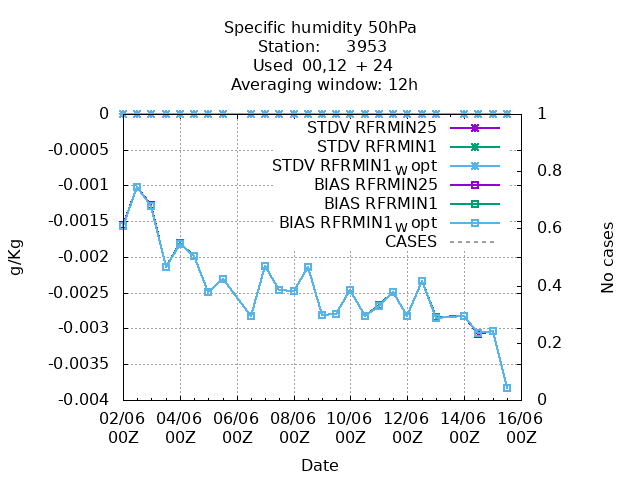 Specific humidity 50hPa
Station: 3953
Used 00,12 + 24
Averaging window: 12h
0
-0.0005
-0.001
-0.0015
-0.002
-0.0025
-0.003
-0.0035
-0.004
g/Kg
STDV RFRMIN25
STDV RFRMIN1
STDV RFRMIN1wopt
BIAS RFRMIN25
BIAS RFRMIN1
BIAS RFRMIN1wopt
CASES
1
0.8
0.6
0.4
0.2
0
No cases
02/06 04/06 06/06 08/06 10/06 12/06 14/06 16/06
00Z 00Z 00Z 00Z 00Z 00Z 00Z 00Z
Date